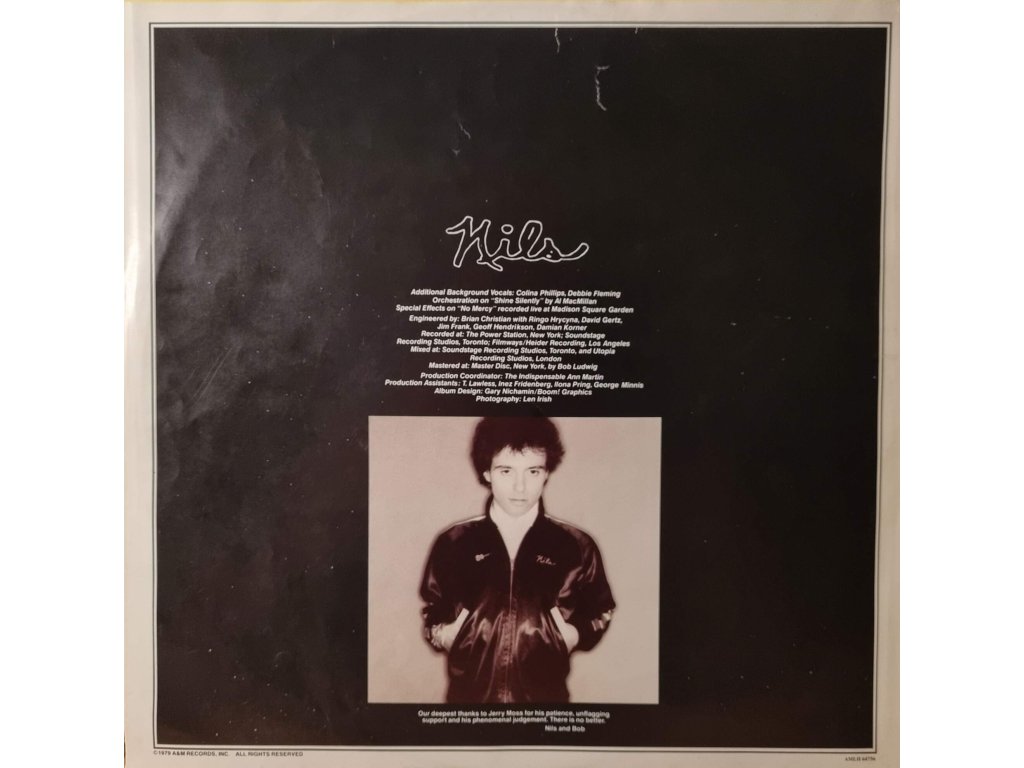 Nils
Additional Background Vocals: Colina Phillips, Debbie Fleming
Orchestration on "Shine Silently" by Al MacMillan
Special Effects on "No Mercy" recorded live at Madison Square Garden
Engineered by: Brian Christian with Ringo Hrycyna, David Gertz,
Jim Frank, Geoff Hendrikson, Damian Korner
Recorded at: The Power Station, New York; Soundstage
Recording Studios, Toronto; Filmways/Heider Recording, Los Angeles
Mixed at: Soundstage Recording Studios, Toronto, and Utopia
Recording Studios, London
Mastered at: Master Disc, New York, by Bob Ludwig
Production Coordinator: The Indispensable Ann Martin
Production Assistants: T. Lawless, Inez Fridenberg, Ilona Pring, George Minnis
Album Design: Gary Nichamin/Boom! Graphics
Photography: Len Irish
Nils
Our deepest thanks to Jerry Moss for his patience, unflagging
support and his phenomenal judgement. There is no better.
Nils and Bob
©1979 A&M RECORDS, INC. ALL RIGHTS RESERVED
AMLH 64756